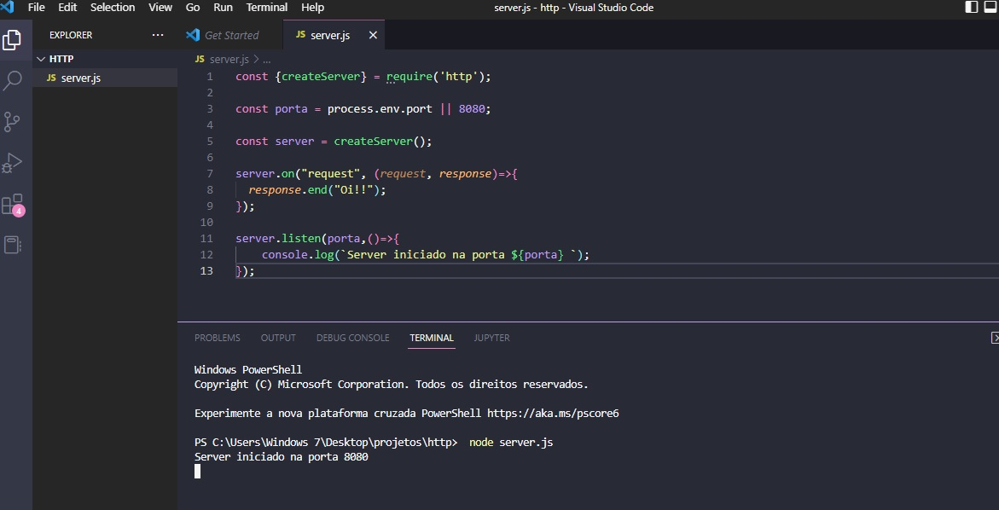 File Edit Selection View Go Run Terminal Help server.js - http - Visual Studio Code
EXPLORER ...
Get Started
JS server.js
HTTP
JS server.js
JS server.js > ...
1 const {createServer} = require('http');
2
3 const porta = process.env.port || 8080;
4
5 const server = createServer();
6
7 server.on("request", (request, response)=>{
8 response.end("Oi!!");
9 });
10
11 server.listen(porta,()=>{
12 console.log(`Server iniciado na porta ${porta} `);
13 });
4
PROBLEMS OUTPUT DEBUG CONSOLE TERMINAL JUPYTER
Windows PowerShell
Copyright (C) Microsoft Corporation. Todos os direitos reservados.
Experimente a nova plataforma cruzada PowerShell https://aka.ms/pscore6
PS C:\Users\Windows 7\Desktop\projetos\http> node server.js
Server iniciado na porta 8080